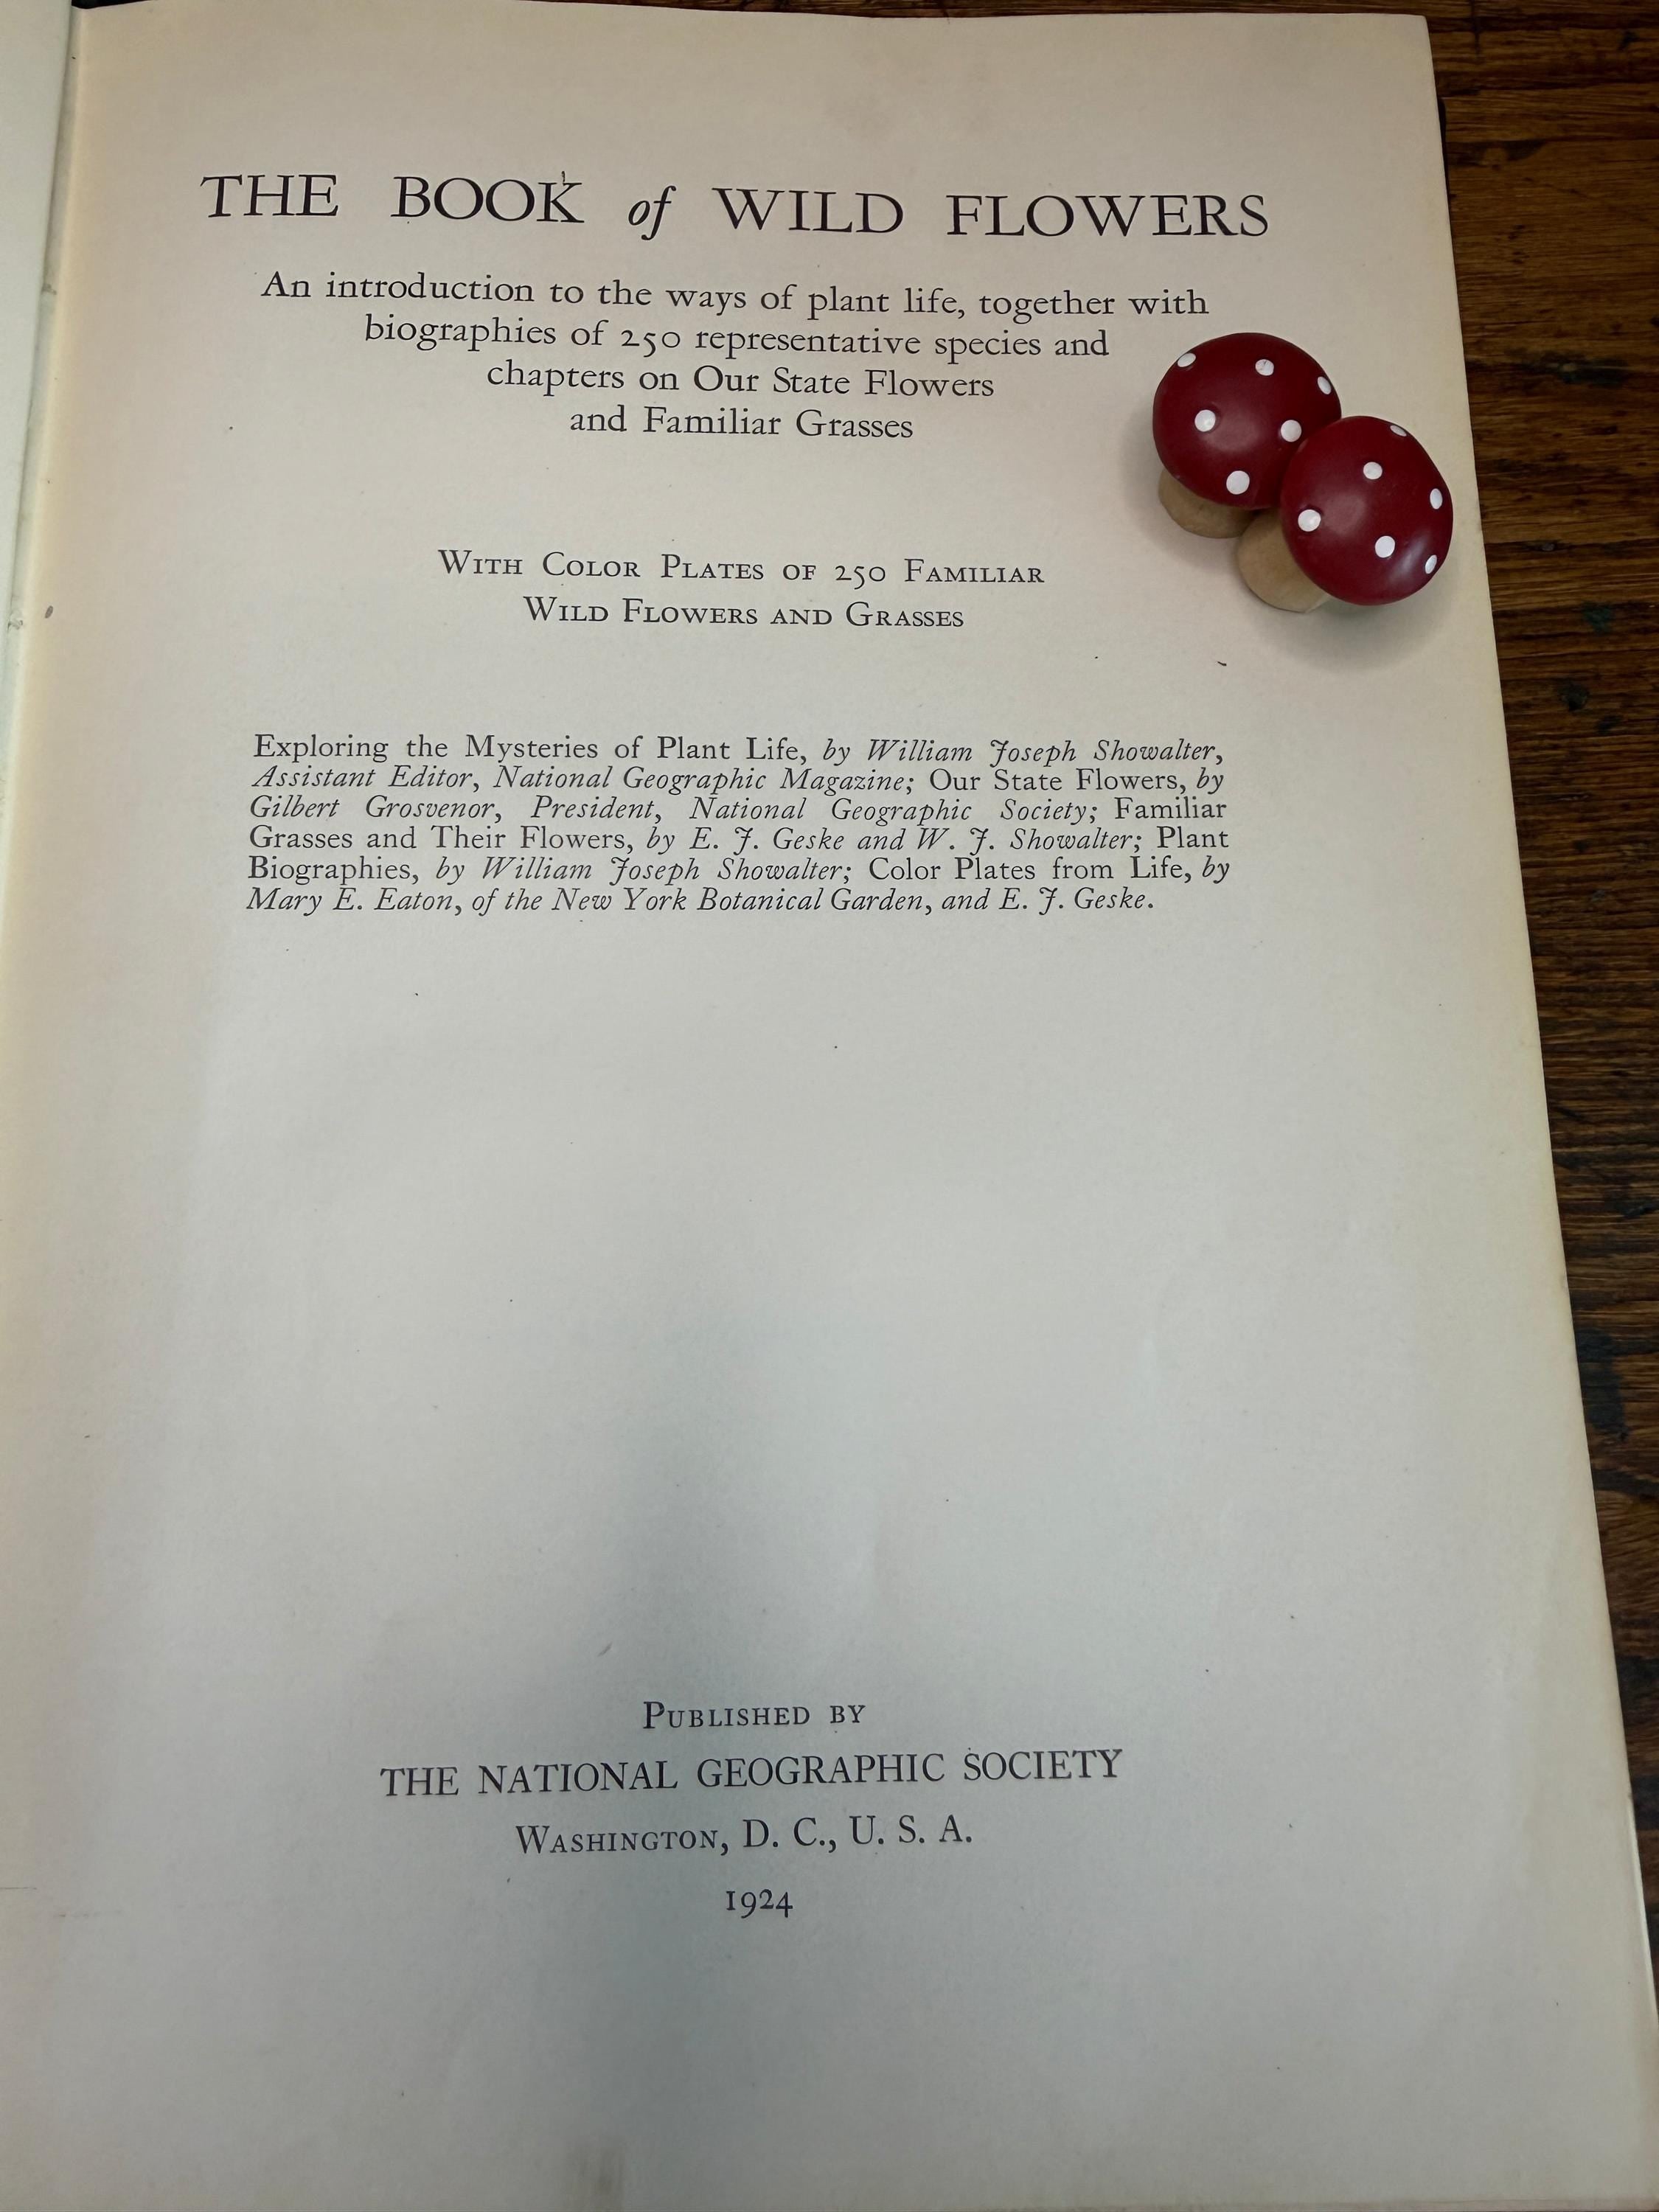 THE BOOK of WILD FLOWERS
An introduction to the ways of plant life, together with
biographies of 250 representative species and
chapters on Our State Flowers
and Familiar Grasses
With Color Plates of 250 Familiar
Wild Flowers and Grasses
Exploring the Mysteries of Plant Life, by William Joseph Showalter,
Assistant Editor, National Geographic Magazine; Our State Flowers, by
Gilbert Grosvenor, President, National Geographic Society; Familiar
Grasses and Their Flowers, by E. J. Geske and W. J. Showalter; Plant
Biographies, by William Joseph Showalter; Color Plates from Life, by
Mary E. Eaton, of the New York Botanical Garden, and E. J. Geske.
Published by
THE NATIONAL GEOGRAPHIC SOCIETY
Washington, D. C., U. S. A.
1924